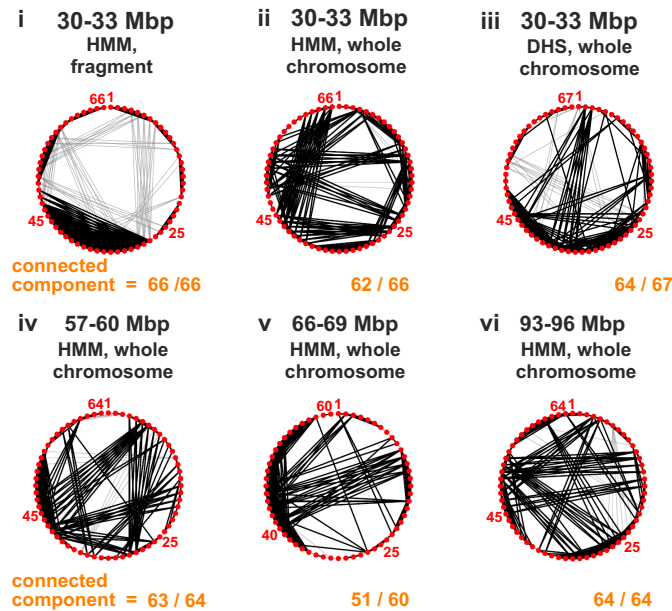 i 30-33 Mbp
HMM,
fragment
66 1
45
25
connected
component = 66 /66
ii 30-33 Mbp
HMM, whole
chromosome
66 1
45
25
62 / 66
iii 30-33 Mbp
DHS, whole
chromosome
67 1
45
25
64 / 67
iv 57-60 Mbp
HMM, whole
chromosome
64 1
45
25
connected
component = 63 / 64
v 66-69 Mbp
HMM, whole
chromosome
60 1
40
25
51 / 60
vi 93-96 Mbp
HMM, whole
chromosome
64 1
45
25
64 / 64